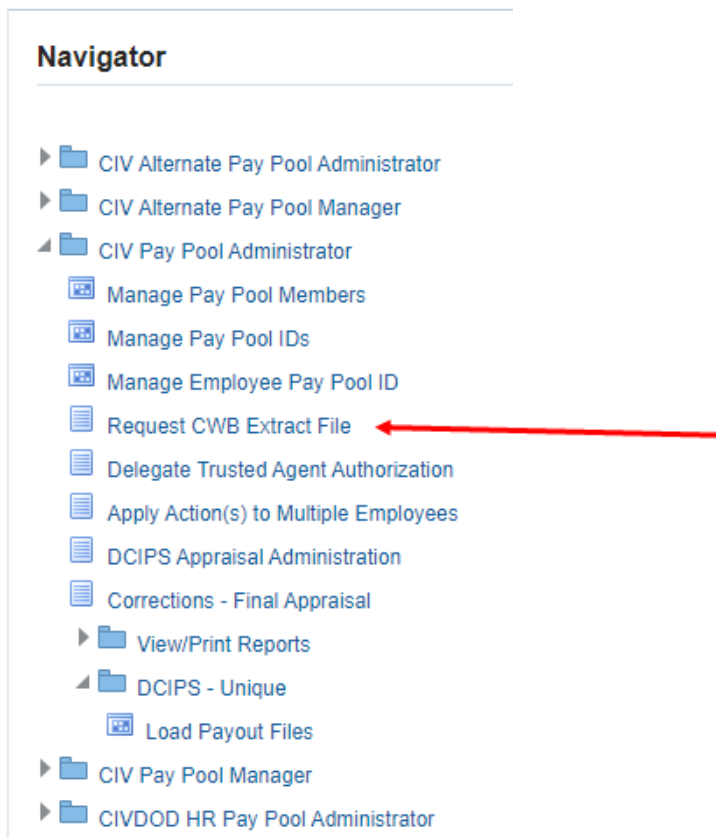 Navigator
CIV Alternate Pay Pool Administrator
CIV Alternate Pay Pool Manager
CIV Pay Pool Administrator
Manage Pay Pool Members
Manage Pay Pool IDs
Manage Employee Pay Pool ID
Request CWB Extract File
Delegate Trusted Agent Authorization
Apply Action(s) to Multiple Employees
DCIPS Appraisal Administration
Corrections - Final Appraisal
View/Print Reports
DCIPS - Unique
Load Payout Files
CIV Pay Pool Manager
CIVDOD HR Pay Pool Administrator